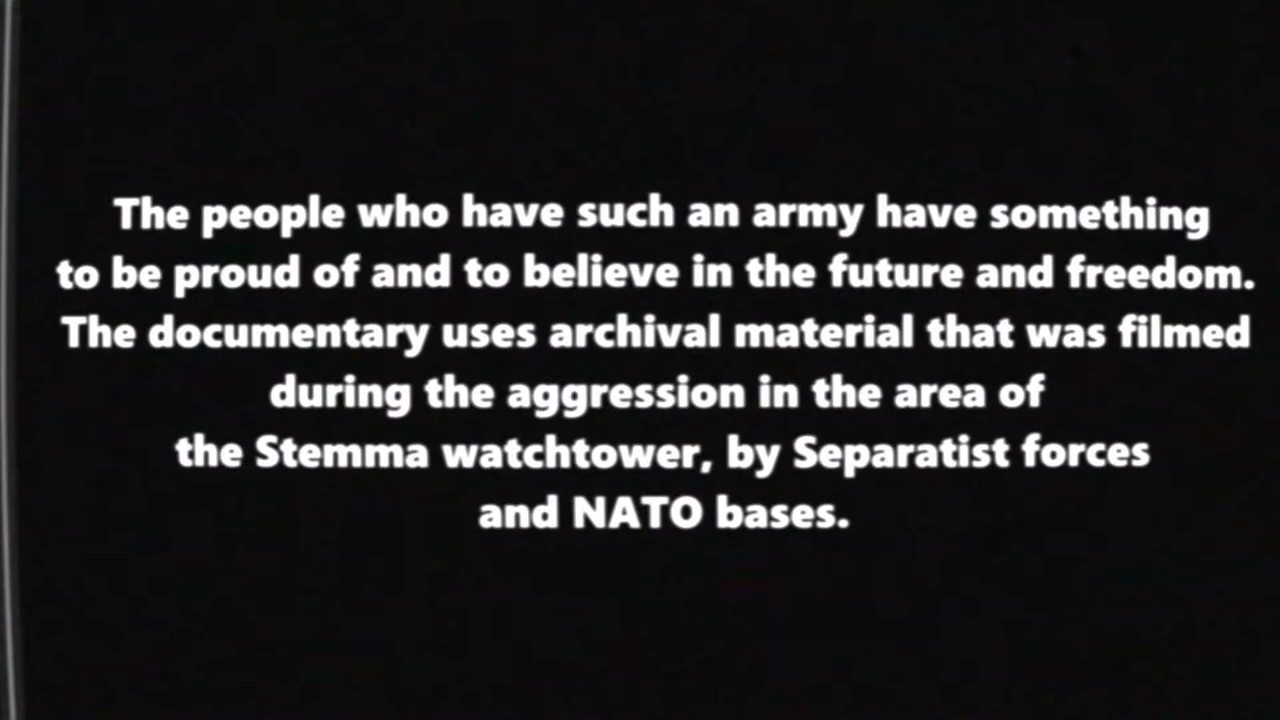 The people who have such an army have something
to be proud of and to believe in the future and freedom.
The documentary uses archival material that was filmed
during the aggression in the area of
the Stemma watchtower, by Separatist forces
and NATO bases.